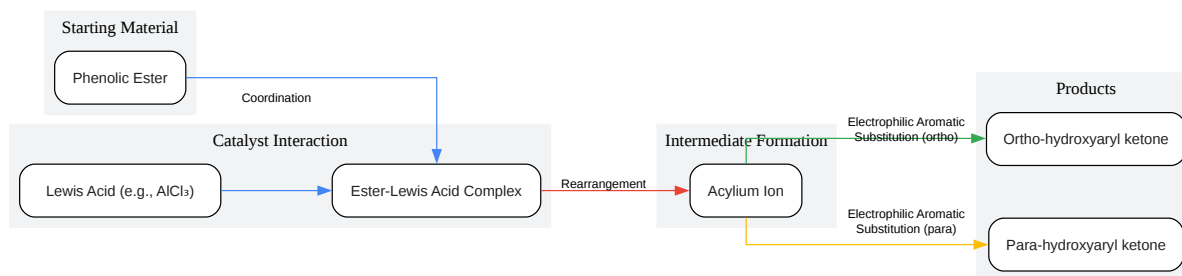 Starting Material
Phenolic Ester
Coordination
Catalyst Interaction
Lewis Acid (e.g., AlCl₃)
Ester-Lewis Acid Complex
Rearrangement
Intermediate Formation
Acylium Ion
Electrophilic Aromatic
Substitution (ortho)
Electrophilic Aromatic
Substitution (para)
Products
Ortho-hydroxyaryl ketone
Para-hydroxyaryl ketone